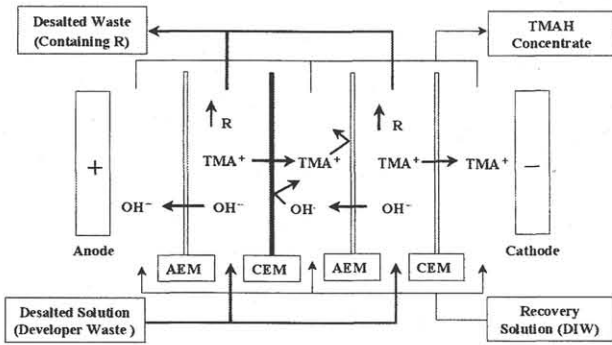 Desalted Waste
(Containing R)
TMAH
Concentrate
R
R
+
TMA⁺
TMA⁺
TMA⁺
TMA⁺
−
OH⁻
OH⁻
OH
OH⁻
Anode
Cathode
AEM
CEM
AEM
CEM
Desalted Solution
(Developer Waste )
Recovery
Solution (DIW)